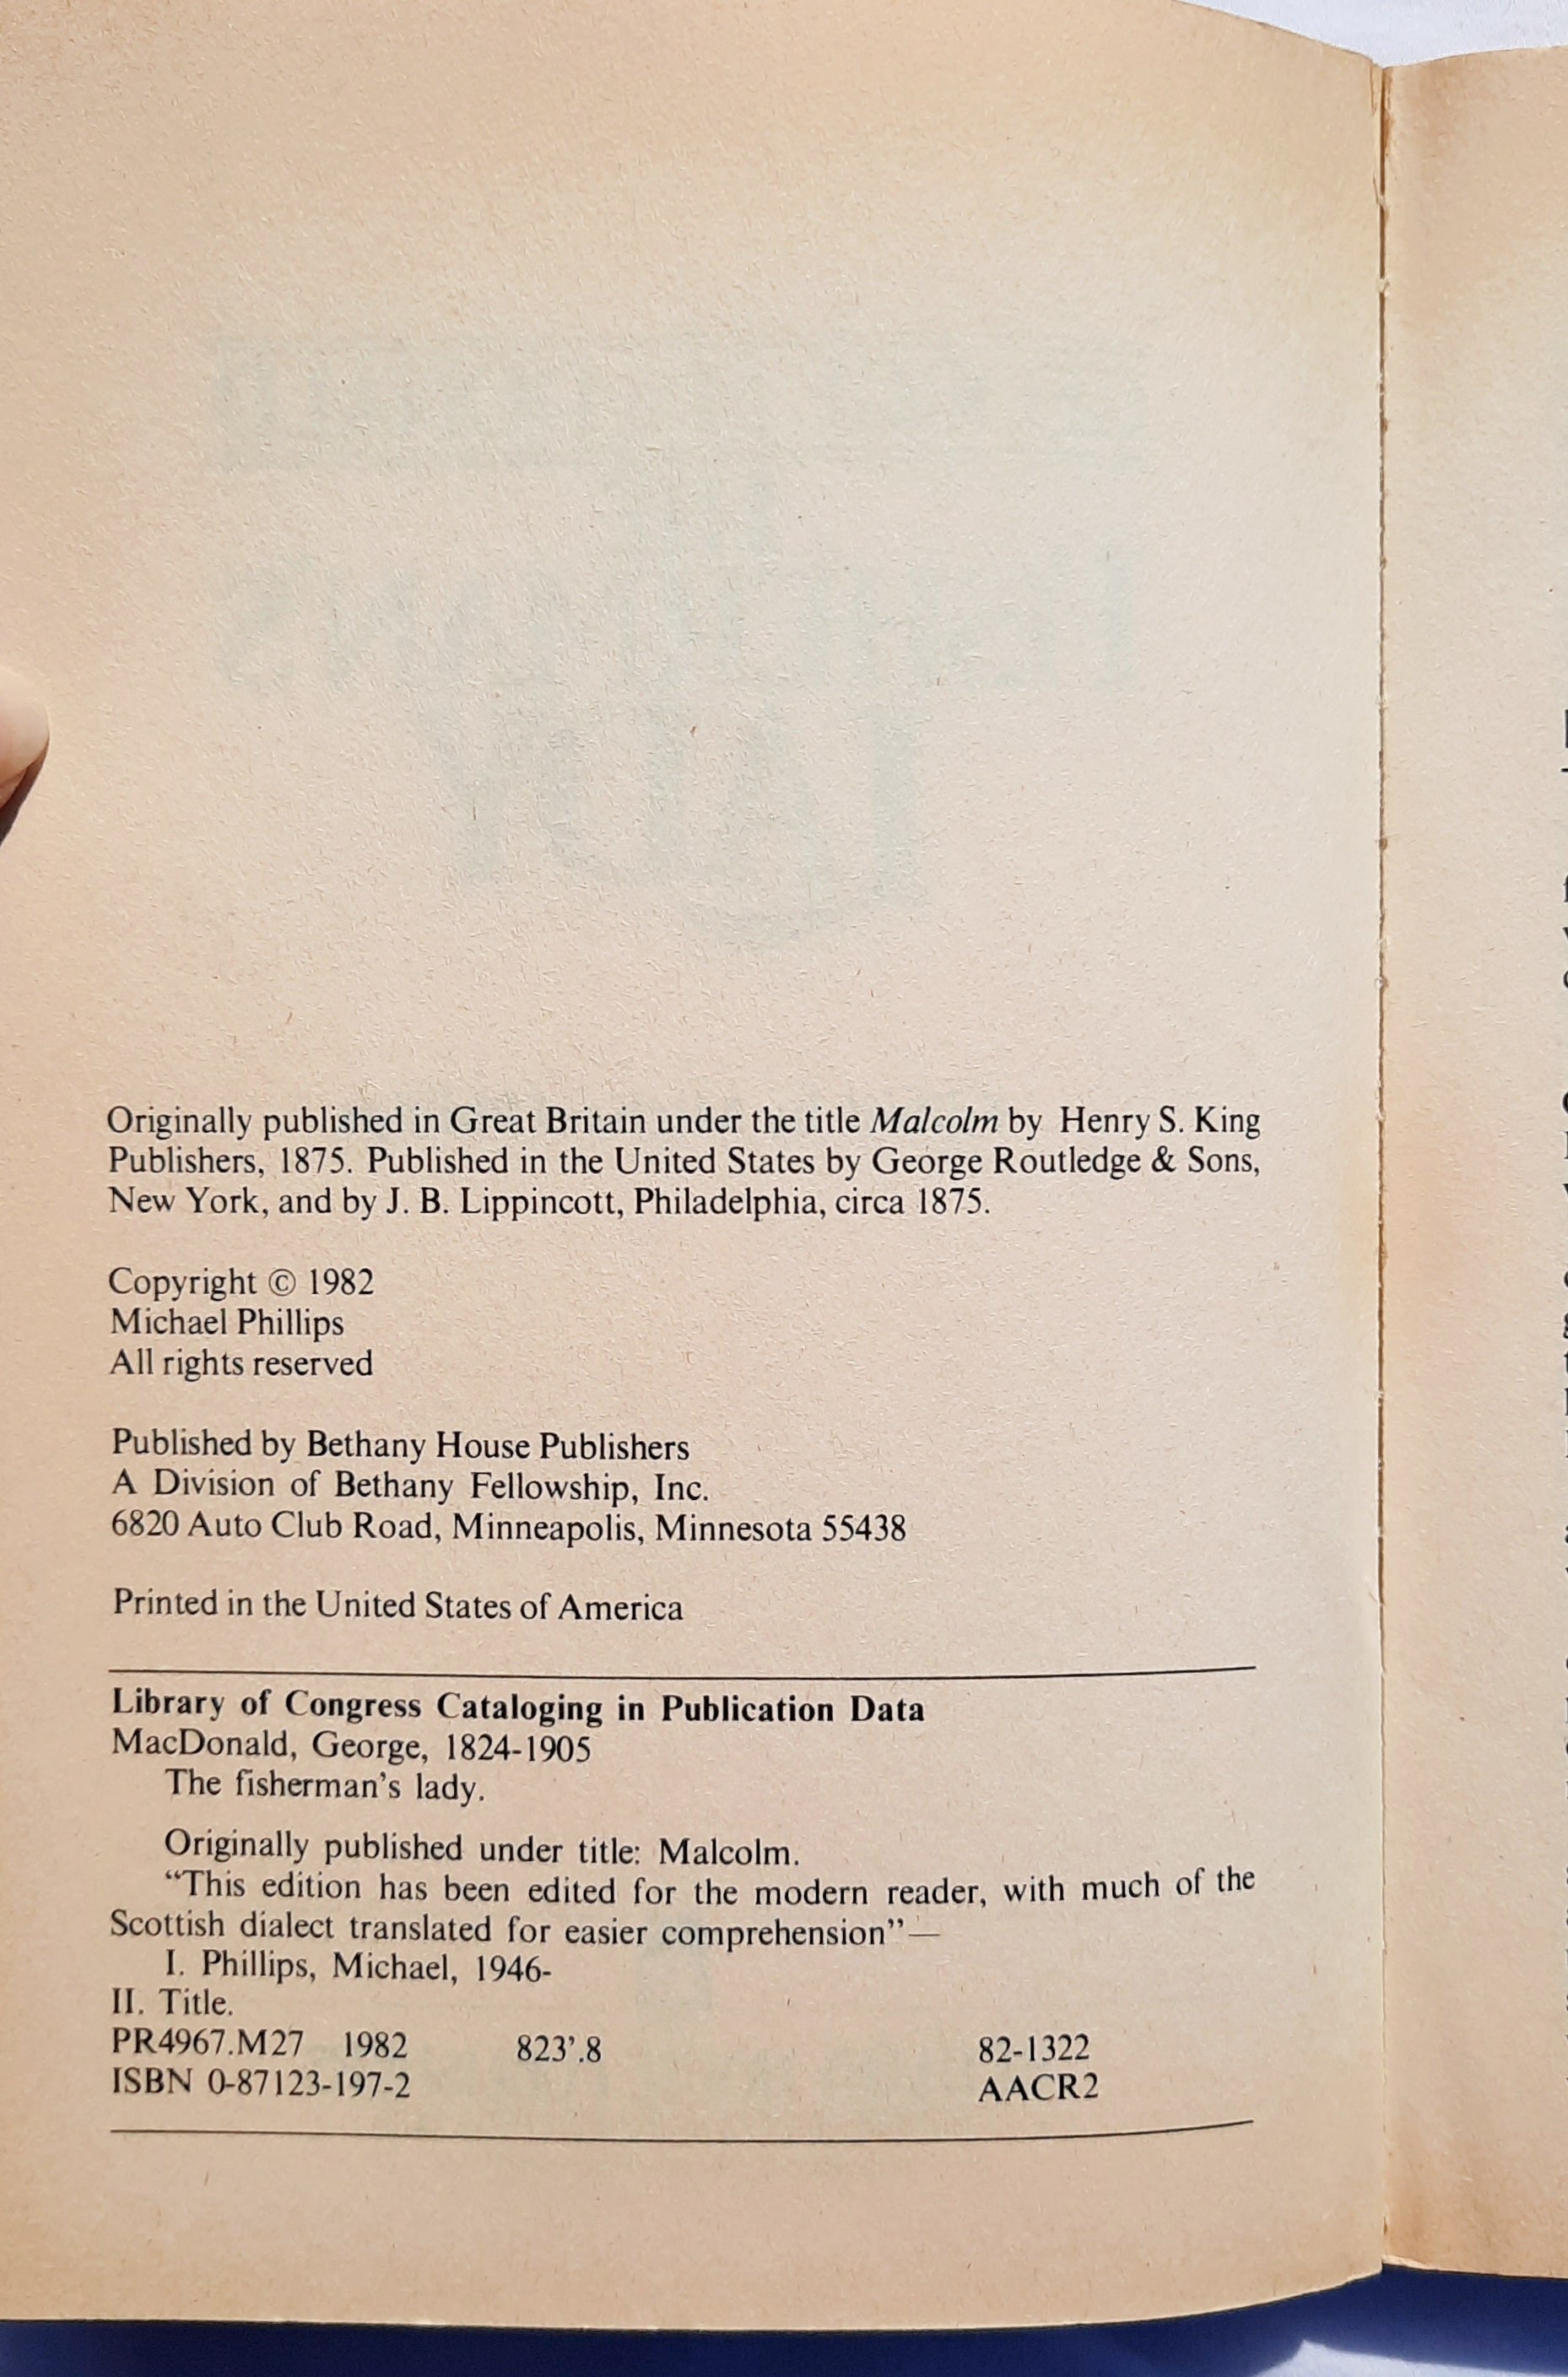 Originally published in Great Britain under the title Malcolm by Henry S. King
Publishers, 1875. Published in the United States by George Routledge & Sons,
New York, and by J. B. Lippincott, Philadelphia, circa 1875.
Copyright © 1982
Michael Phillips
All rights reserved
Published by Bethany House Publishers
A Division of Bethany Fellowship, Inc.
6820 Auto Club Road, Minneapolis, Minnesota 55438
Printed in the United States of America
Library of Congress Cataloging in Publication Data
MacDonald, George, 1824-1905
The fisherman's lady.
Originally published under title: Malcolm.
“This edition has been edited for the modern reader, with much of the
Scottish dialect translated for easier comprehension”—
I. Phillips, Michael, 1946-
II. Title.
PR4967.M27 1982 823'.8 82-1322
ISBN 0-87123-197-2 AACR2